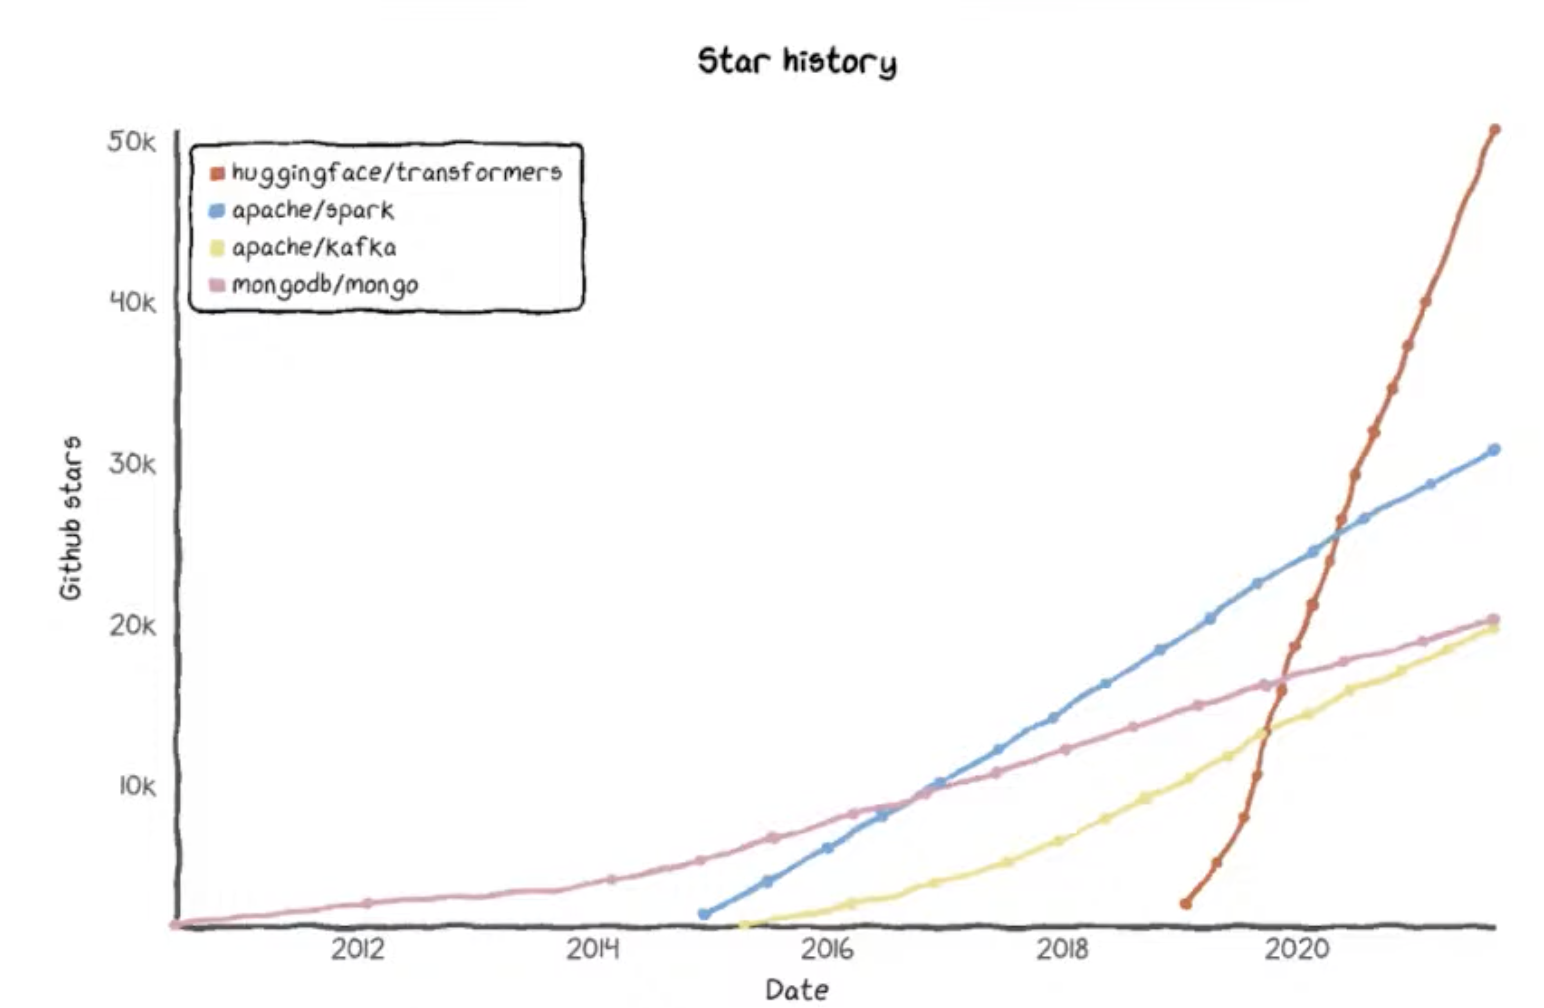 Star history
50k
huggingface/transformers
apache/spark
apache/kafka
mongodb/mongo
40k
30k
Github stars
20k
10k
2012 2014 2016 2018 2020
Date